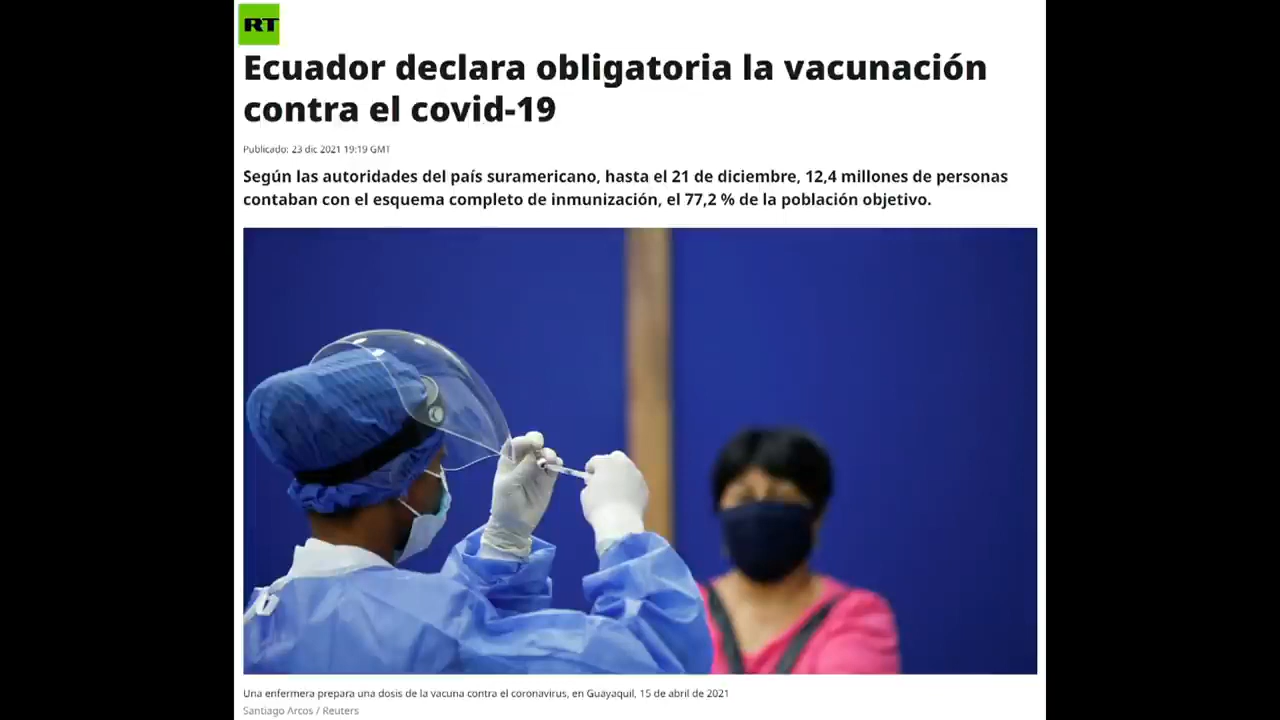 RT
Ecuador declara obligatoria la vacunación
contra el covid-19
Publicado: 23 dic 2021 19:19 GMT
Según las autoridades del país suramericano, hasta el 21 de diciembre, 12,4 millones de personas
contaban con el esquema completo de inmunización, el 77,2 % de la población objetivo.
Una enfermera prepara una dosis de la vacuna contra el coronavirus, en Guayaquil, 15 de abril de 2021
Santiago Arcos / Reuters